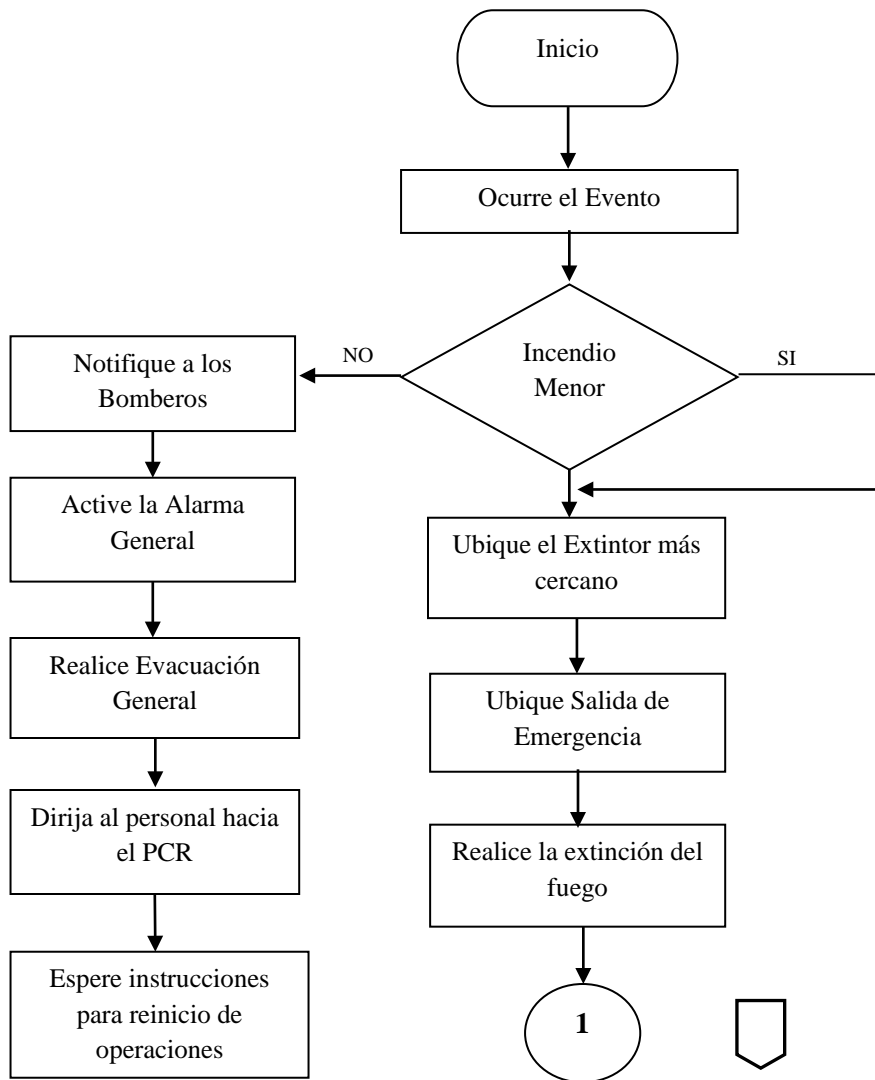 Inicio
Ocurre el Evento
Incendio
Menor
NO
SI
Notifique a los
Bomberos
Active la Alarma
General
Realice Evacuación
General
Dirija al personal hacia
el PCR
Espere instrucciones
para reinicio de
operaciones
Ubique el Extintor más
cercano
Ubique Salida de
Emergencia
Realice la extinción del
fuego
1